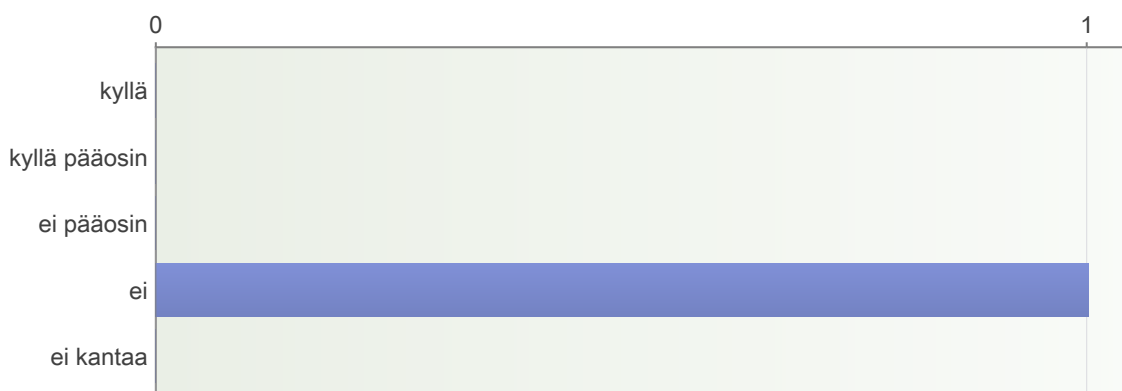 0 1
kyllä
kyllä pääosin
ei pääosin
ei
ei kantaa